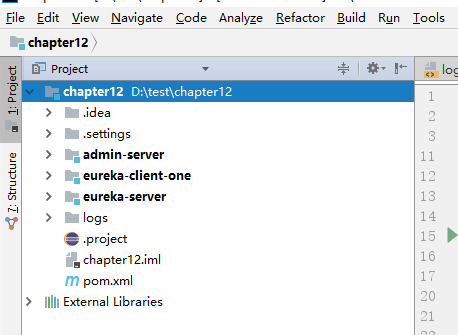 File Edit View Navigate Code Analyze Refactor Build Run Tools
chapter12
1: Project
Project
chapter12 D:\test\chapter12
.idea
.settings
admin-server
eureka-client-one
eureka-server
logs
.project
chapter12.iml
pom.xml
External Libraries
7: Structure
log
1
2
3
11
12
13
14
15
16
17
20
21